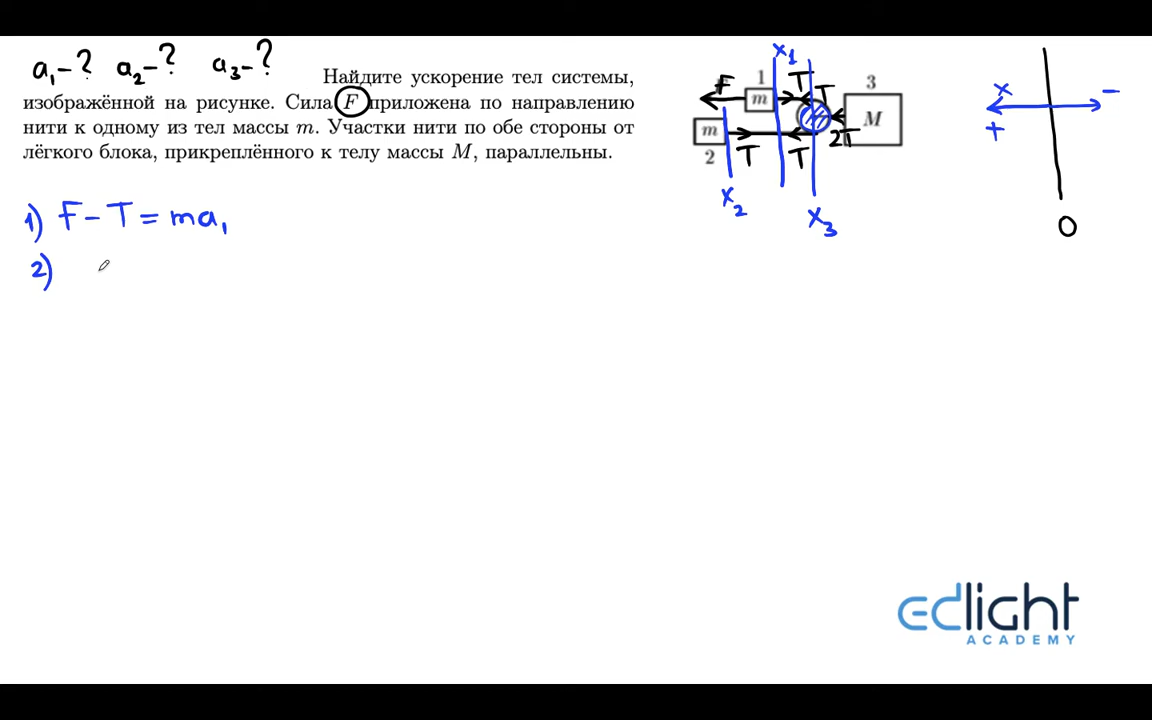 a₁-? a₂-? a₃-?
Найдите ускорение тел системы,
изображённой на рисунке. Сила F приложена по направлению
нити к одному из тел массы m. Участки нити по обе стороны от
лёгкого блока, прикреплённого к телу массы M, параллельны.
x₁
F 1 T T 3
m M
m 2T
2 T T
x₂ x₃
x -
+
O
1) F - T = ma₁
2)
edlight
ACADEMY